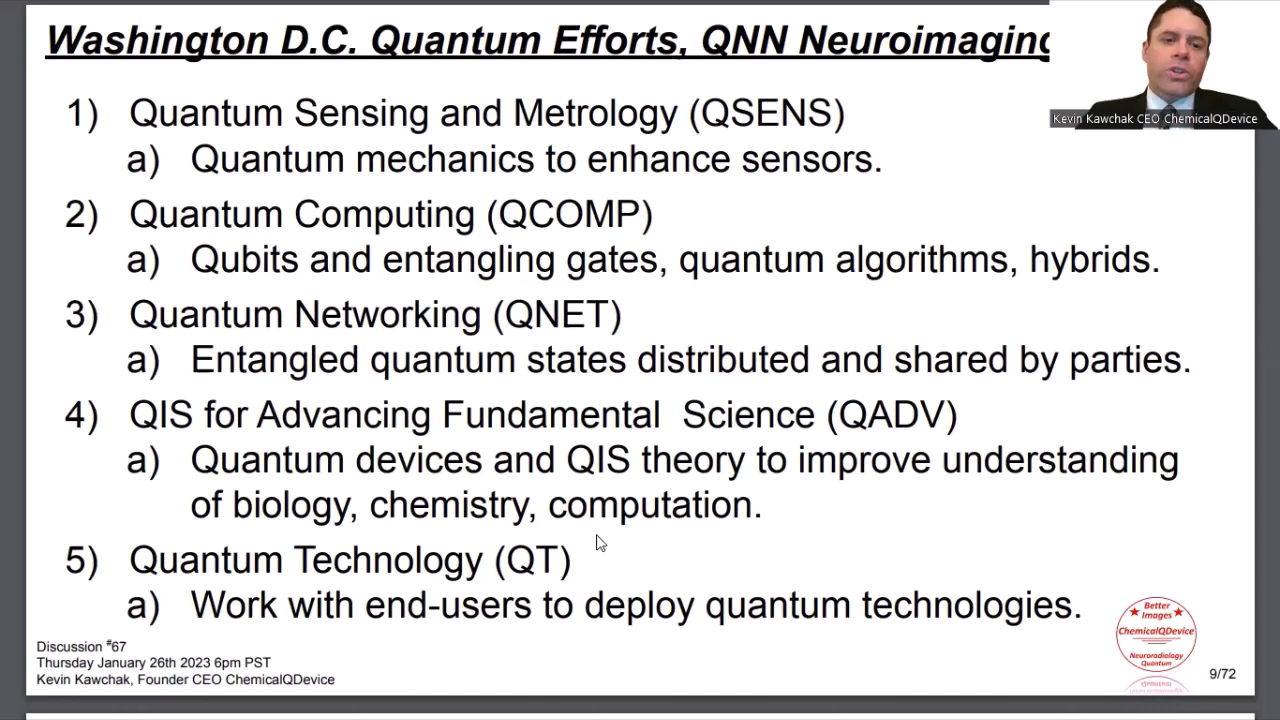 Washington D.C. Quantum Efforts, QNN Neuroimaging
Kevin Kawchak CEO ChemicalQDevice
1) Quantum Sensing and Metrology (QSENS)
a) Quantum mechanics to enhance sensors.
2) Quantum Computing (QCOMP)
a) Qubits and entangling gates, quantum algorithms, hybrids.
3) Quantum Networking (QNET)
a) Entangled quantum states distributed and shared by parties.
4) QIS for Advancing Fundamental Science (QADV)
a) Quantum devices and QIS theory to improve understanding
of biology, chemistry, computation.
5) Quantum Technology (QT)
a) Work with end-users to deploy quantum technologies.
Discussion #67
Thursday January 26th 2023 6pm PST
Kevin Kawchak, Founder CEO ChemicalQDevice
Better
Images
ChemicalQDevice
Neuroradiology
Quantum
9/72